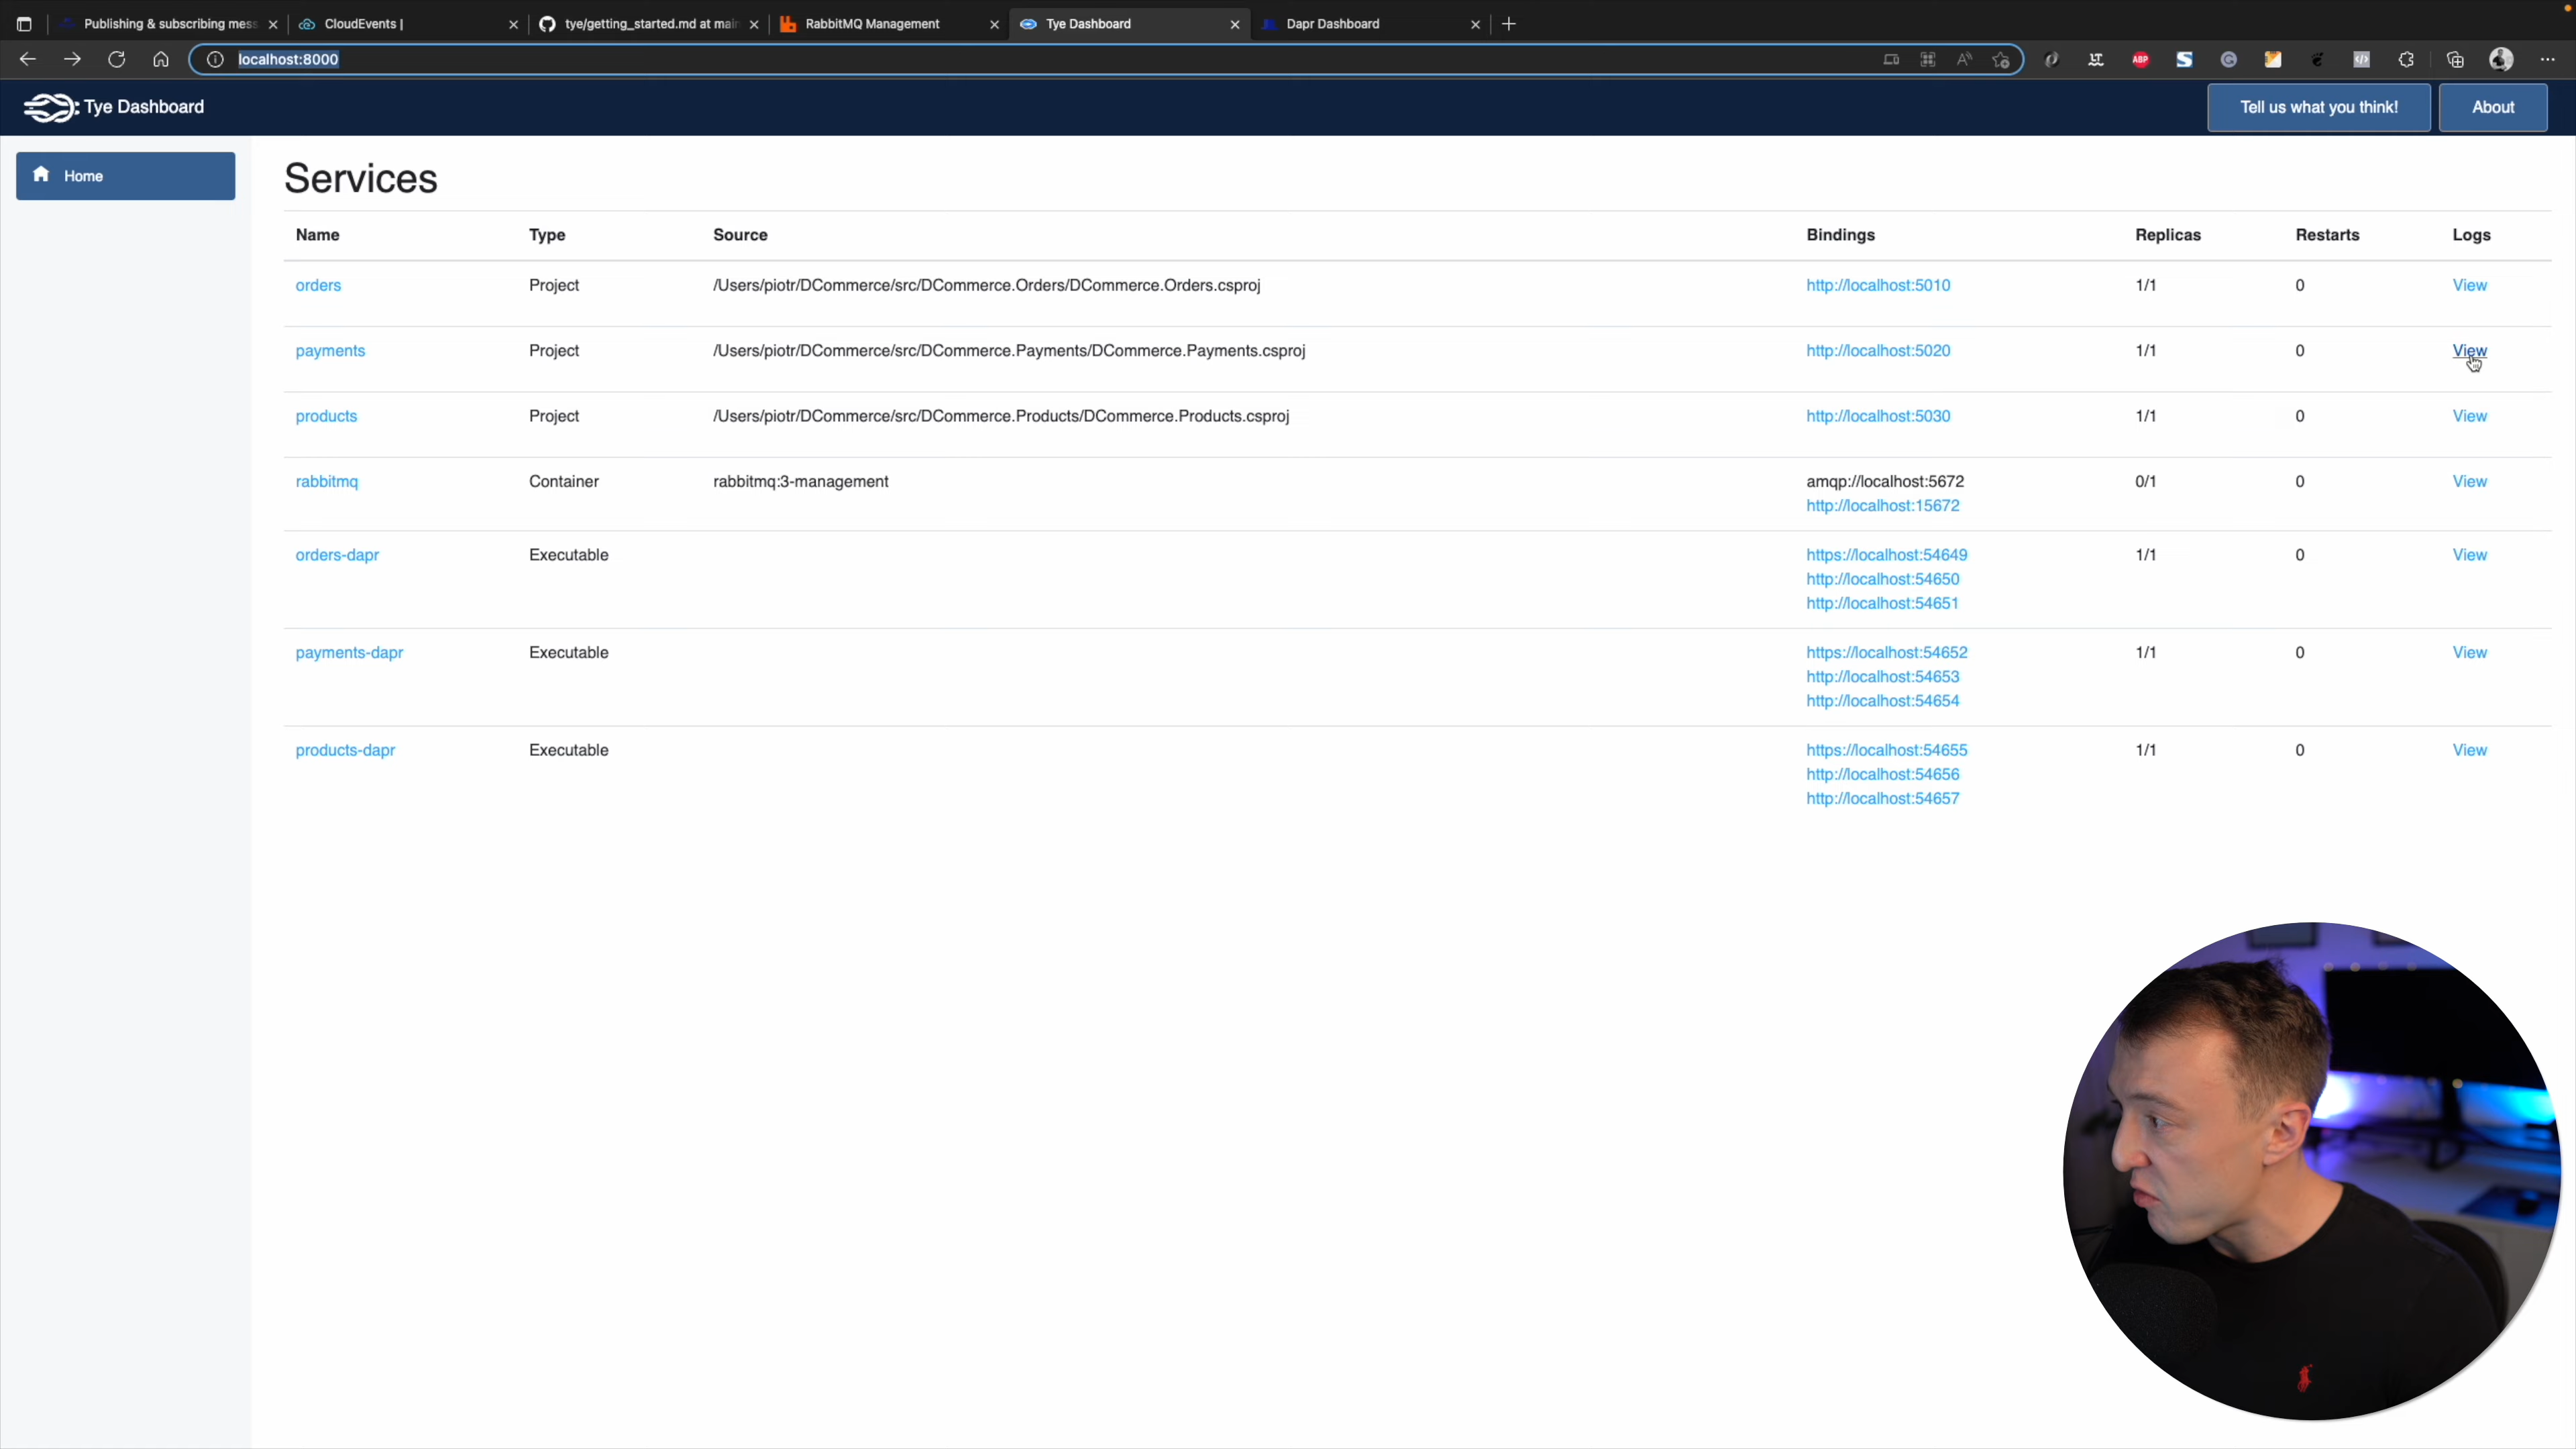 Publishing & subscribing mess
CloudEvents |
tye/getting_started.md at main
RabbitMQ Management
Tye Dashboard
Dapr Dashboard
localhost:8000
ABP
Tye Dashboard
Tell us what you think!
About
Home
Services
Name Type Source Bindings Replicas Restarts Logs
orders Project /Users/piotr/DCommerce/src/DCommerce.Orders/DCommerce.Orders.csproj http://localhost:5010 1/1 0 View
payments Project /Users/piotr/DCommerce/src/DCommerce.Payments/DCommerce.Payments.csproj http://localhost:5020 1/1 0 View
products Project /Users/piotr/DCommerce/src/DCommerce.Products/DCommerce.Products.csproj http://localhost:5030 1/1 0 View
rabbitmq Container rabbitmq:3-management amqp://localhost:5672 0/1 0 View
http://localhost:15672
orders-dapr Executable https://localhost:54649 1/1 0 View
http://localhost:54650
http://localhost:54651
payments-dapr Executable https://localhost:54652 1/1 0 View
http://localhost:54653
http://localhost:54654
products-dapr Executable https://localhost:54655 1/1 0 View
http://localhost:54656
http://localhost:54657